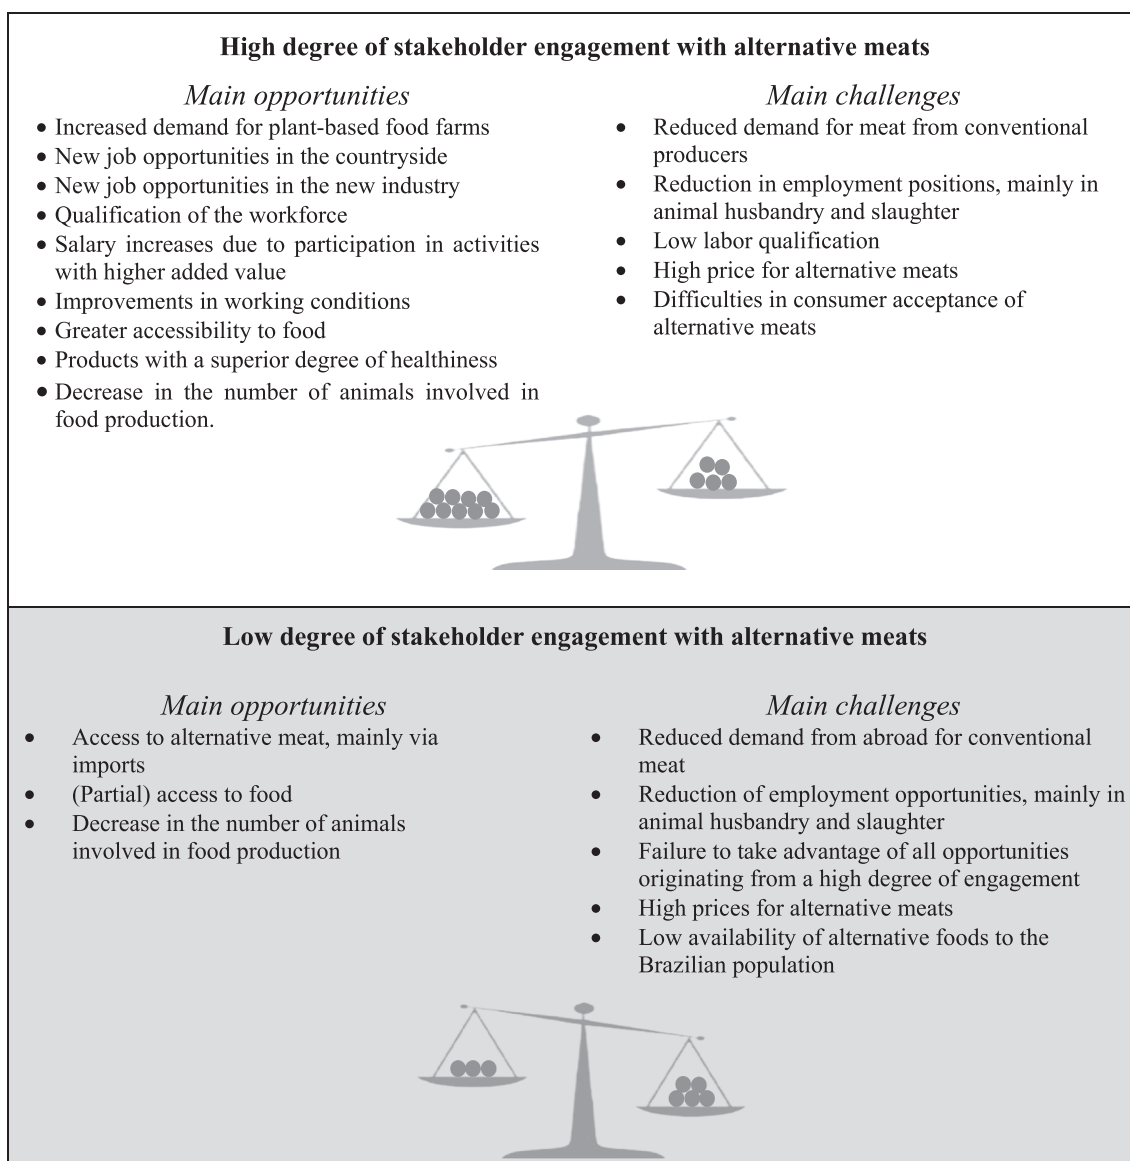 High degree of stakeholder engagement with alternative meats
Main opportunities
• Increased demand for plant-based food farms
• New job opportunities in the countryside
• New job opportunities in the new industry
• Qualification of the workforce
• Salary increases due to participation in activities
with higher added value
• Improvements in working conditions
• Greater accessibility to food
• Products with a superior degree of healthiness
• Decrease in the number of animals involved in
food production.
Main challenges
• Reduced demand for meat from conventional
producers
• Reduction in employment positions, mainly in
animal husbandry and slaughter
• Low labor qualification
• High price for alternative meats
• Difficulties in consumer acceptance of
alternative meats
Low degree of stakeholder engagement with alternative meats
Main opportunities
• Access to alternative meat, mainly via
imports
• (Partial) access to food
• Decrease in the number of animals
involved in food production
Main challenges
• Reduced demand from abroad for conventional
meat
• Reduction of employment opportunities, mainly in
animal husbandry and slaughter
• Failure to take advantage of all opportunities
originating from a high degree of engagement
• High prices for alternative meats
• Low availability of alternative foods to the
Brazilian population